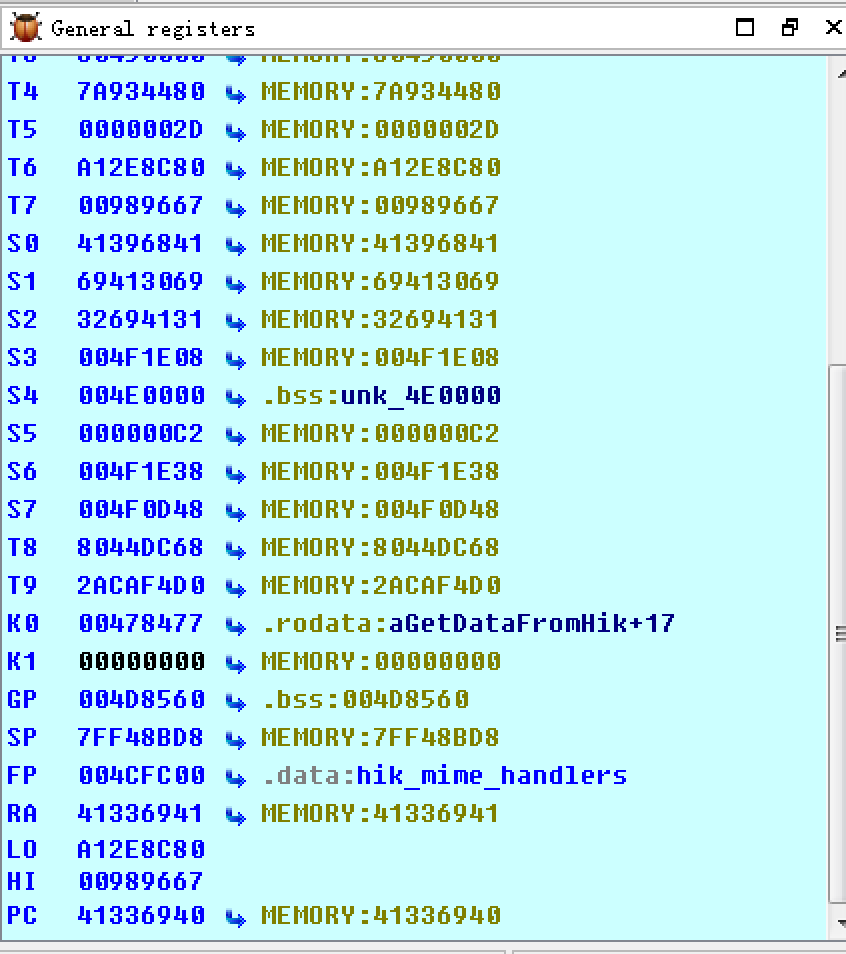 General registers
T4 7A934480 MEMORY:7A934480
T5 0000002D MEMORY:0000002D
T6 A12E8C80 MEMORY:A12E8C80
T7 00989667 MEMORY:00989667
S0 41396841 MEMORY:41396841
S1 69413069 MEMORY:69413069
S2 32694131 MEMORY:32694131
S3 004F1E08 MEMORY:004F1E08
S4 004E0000 .bss:unk_4E0000
S5 000000C2 MEMORY:000000C2
S6 004F1E38 MEMORY:004F1E38
S7 004F0D48 MEMORY:004F0D48
T8 8044DC68 MEMORY:8044DC68
T9 2ACAF4D0 MEMORY:2ACAF4D0
K0 00478477 .rodata:aGetDataFromHik+17
K1 00000000 MEMORY:00000000
GP 004D8560 .bss:004D8560
SP 7FF48BD8 MEMORY:7FF48BD8
FP 004CFC00 .data:hik_mime_handlers
RA 41336941 MEMORY:41336941
LO A12E8C80
HI 00989667
PC 41336940 MEMORY:41336940